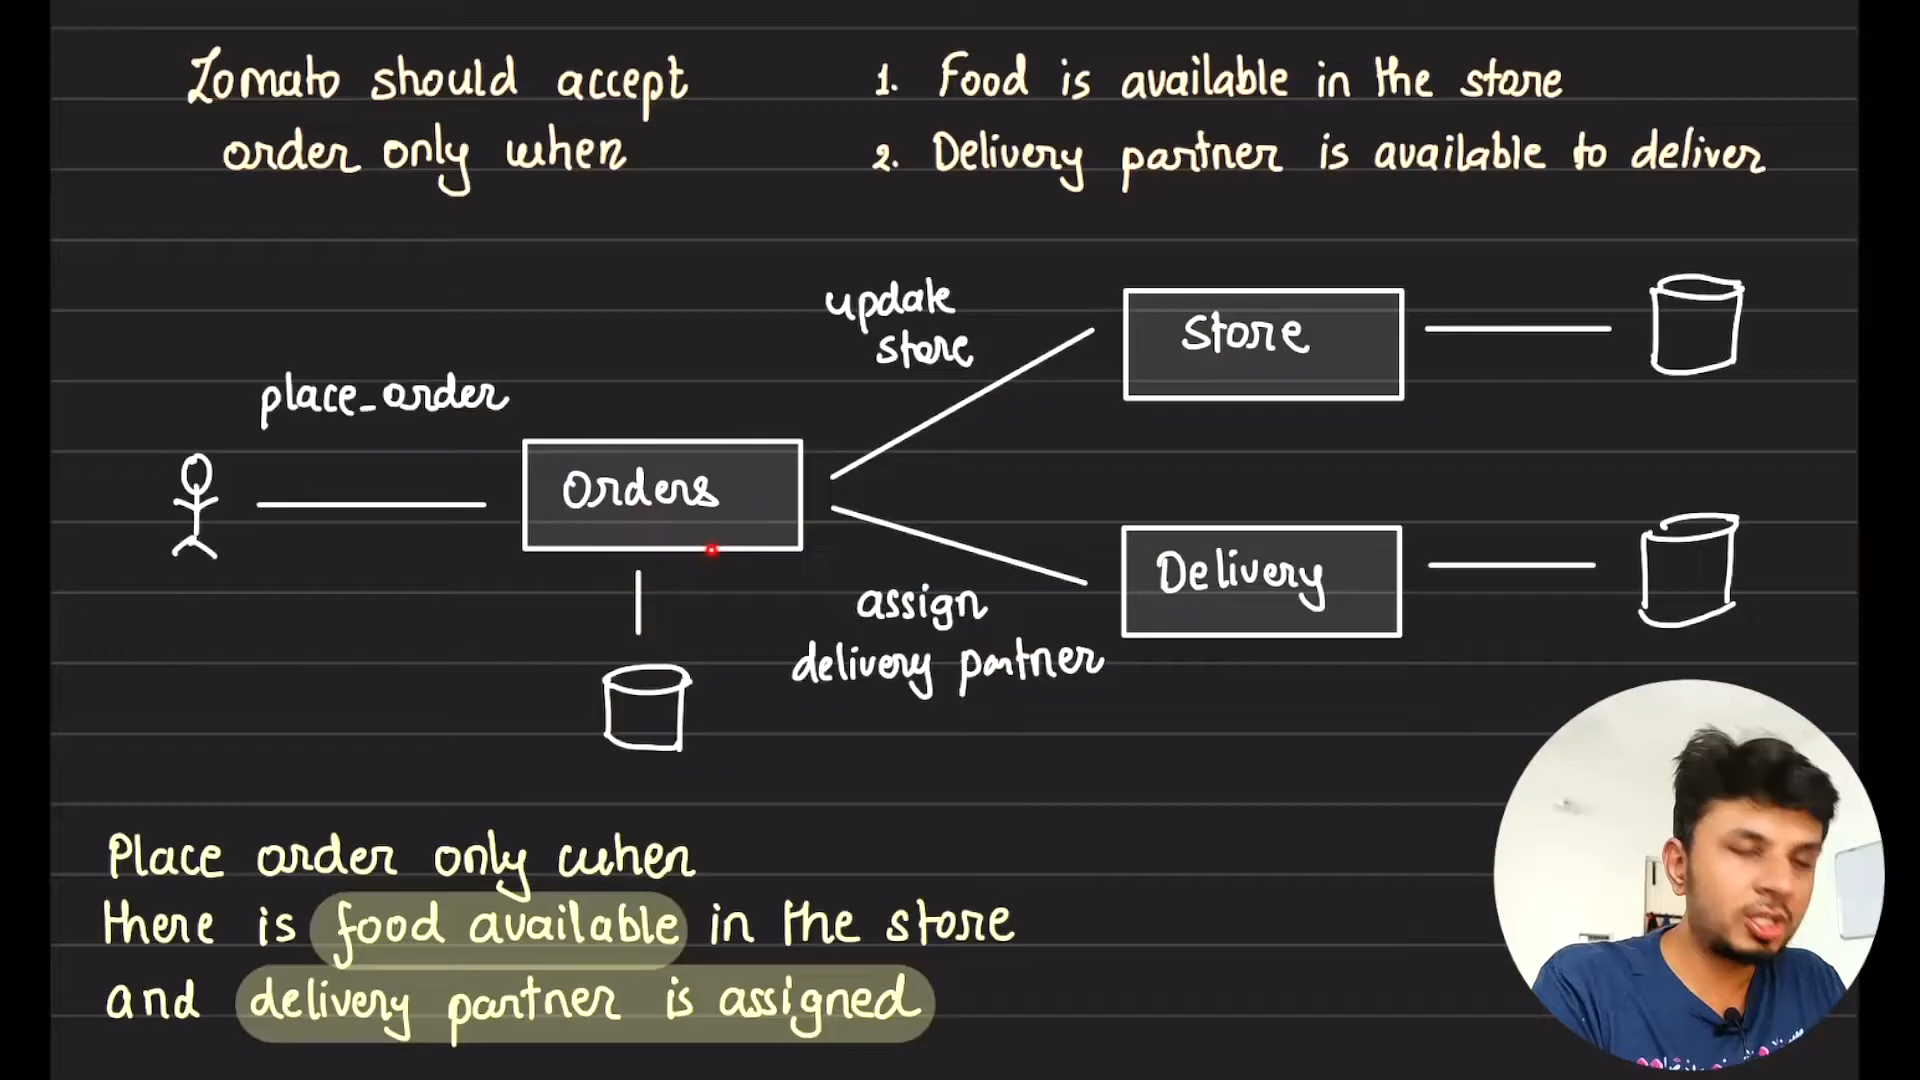 Zomato should accept
order only when
1. Food is available in the store
2. Delivery partner is available to deliver
update
store
Store
place_order
Orders
Delivery
assign
delivery partner
Place order only when
there is food available in the store
and delivery partner is assigned